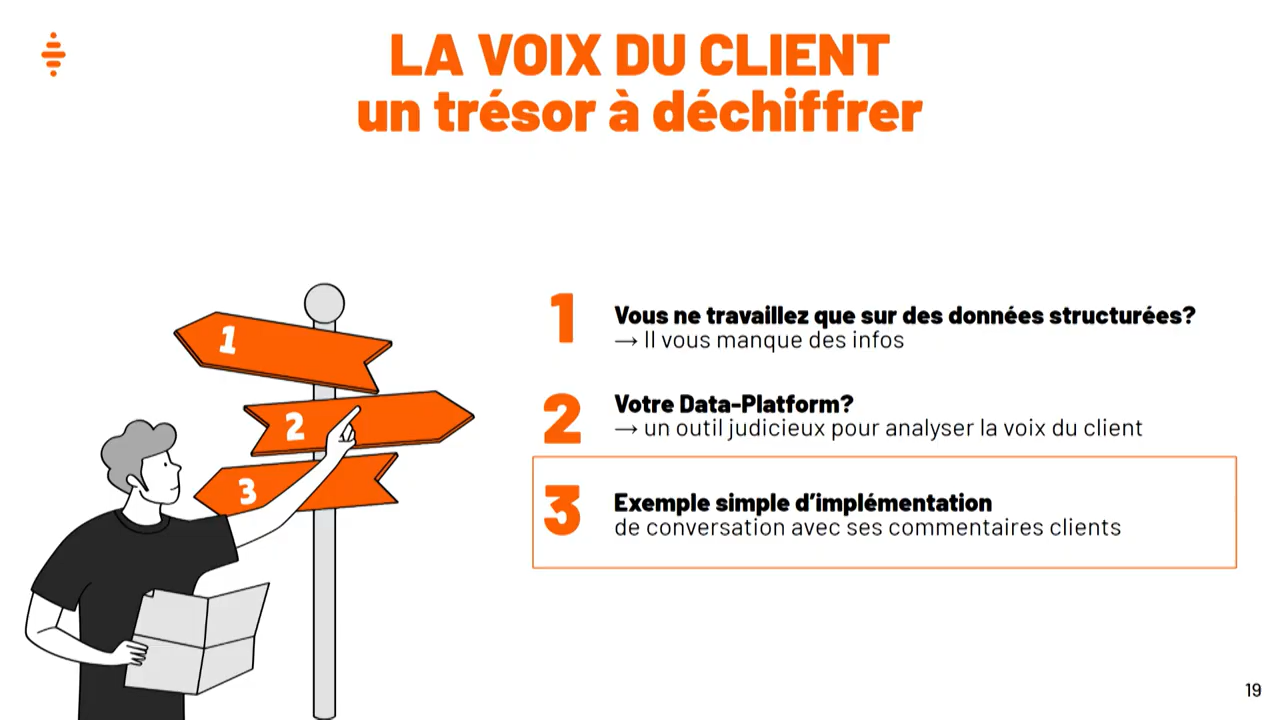 LA VOIX DU CLIENT
un trésor à déchiffrer
1
2
3
1
Vous ne travaillez que sur des données structurées?
→ Il vous manque des infos
2
Votre Data-Platform?
→ un outil judicieux pour analyser la voix du client
3
Exemple simple d’implémentation
de conversation avec ses commentaires clients
19